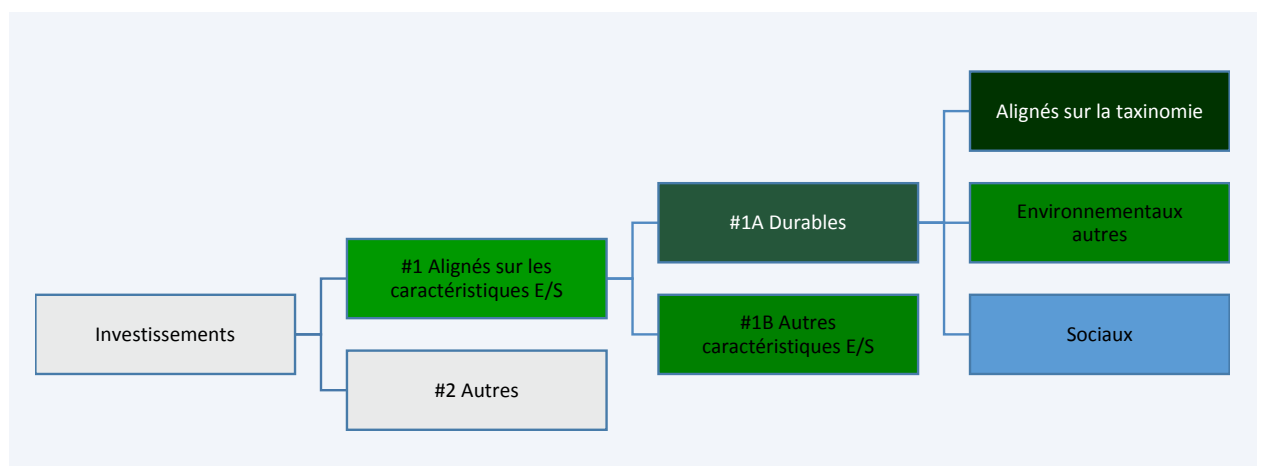 Investissements
#1 Alignés sur les
caractéristiques E/S
#2 Autres
#1A Durables
#1B Autres
caractéristiques E/S
Alignés sur la taxinomie
Environnementaux
autres
Sociaux